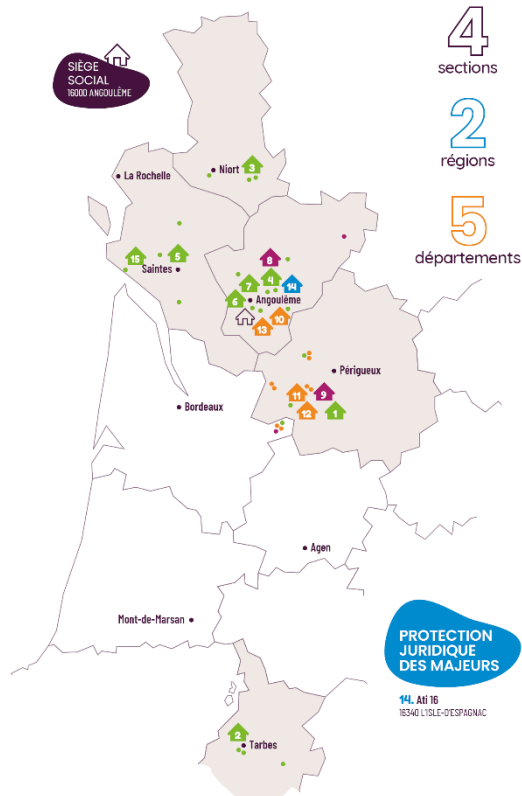 4
sections
2
régions
5
départements
SIÈGE
SOCIAL
16000 ANGOULÊME
3
Niort
La Rochelle
15
5
Saintes
8
7
4
14
6
Angoulême
13
10
Périgueux
11
9
12
1
Bordeaux
Agen
Mont-de-Marsan
PROTECTION
JURIDIQUE
DES MAJEURS
14. Ati 16
16340 L'ISLE-D'ESPAGNAC
2
Tarbes